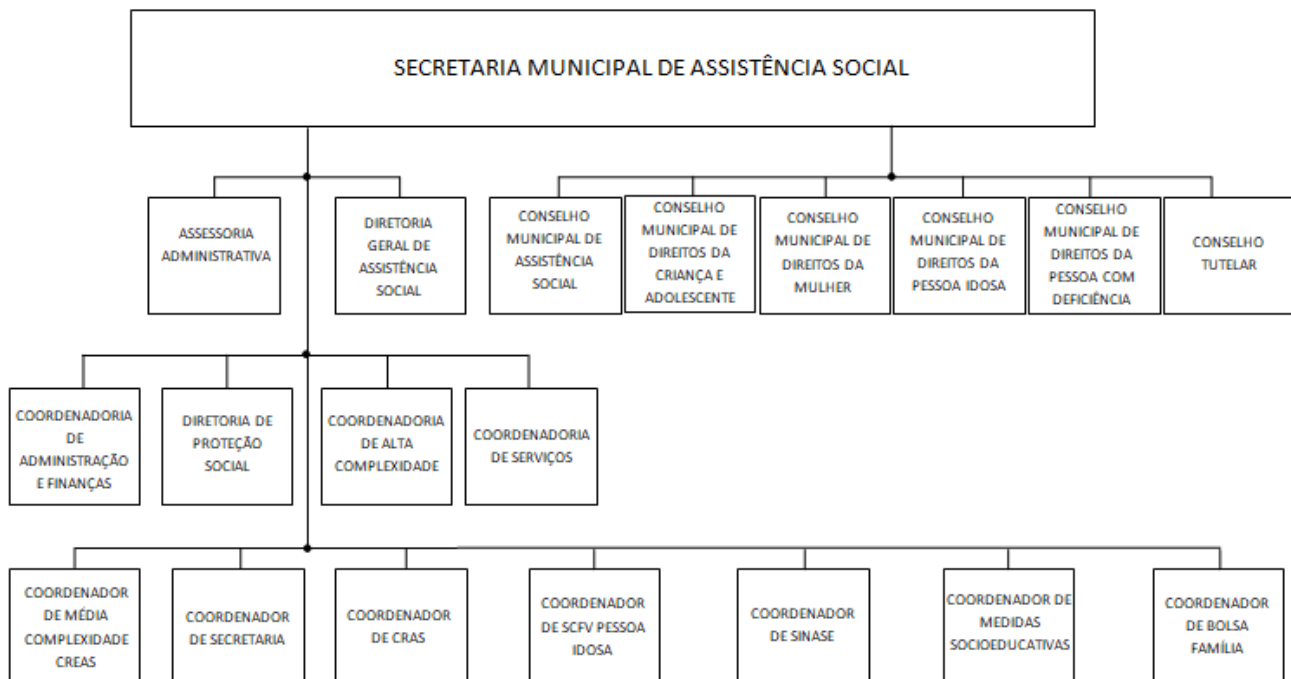 SECRETARIA MUNICIPAL DE ASSISTÊNCIA SOCIAL
ASSESSORIA
ADMINISTRATIVA
DIRETORIA
GERAL DE
ASSISTÊNCIA
SOCIAL
CONSELHO
MUNICIPAL DE
ASSISTÊNCIA
SOCIAL
CONSELHO
MUNICIPAL DE
DIREITOS DA
CRIANÇA E
ADOLESCENTE
CONSELHO
MUNICIPAL DE
DIREITOS DA
MULHER
CONSELHO
MUNICIPAL DE
DIREITOS DA
PESSOA IDOSA
CONSELHO
MUNICIPAL DE
DIREITOS DA
PESSOA COM
DEFICIÊNCIA
CONSELHO
TUTELAR
COORDENADORIA
DE
ADMINISTRAÇÃO
E FINANÇAS
DIRETORIA DE
PROTEÇÃO
SOCIAL
COORDENADORIA
DE ALTA
COMPLEXIDADE
COORDENADORIA
DE SERVIÇOS
COORDENADOR
DE MÉDIA
COMPLEXIDADE
CREAS
COORDENADOR
DE SECRETARIA
COORDENADOR
DE CRAS
COORDENADOR
DE SCFV PESSOA
IDOSA
COORDENADOR
DE SINASE
COORDENADOR DE
MEDIDAS
SOCIOEDUCATIVAS
COORDENADOR
DE BOLSA
FAMÍLIA